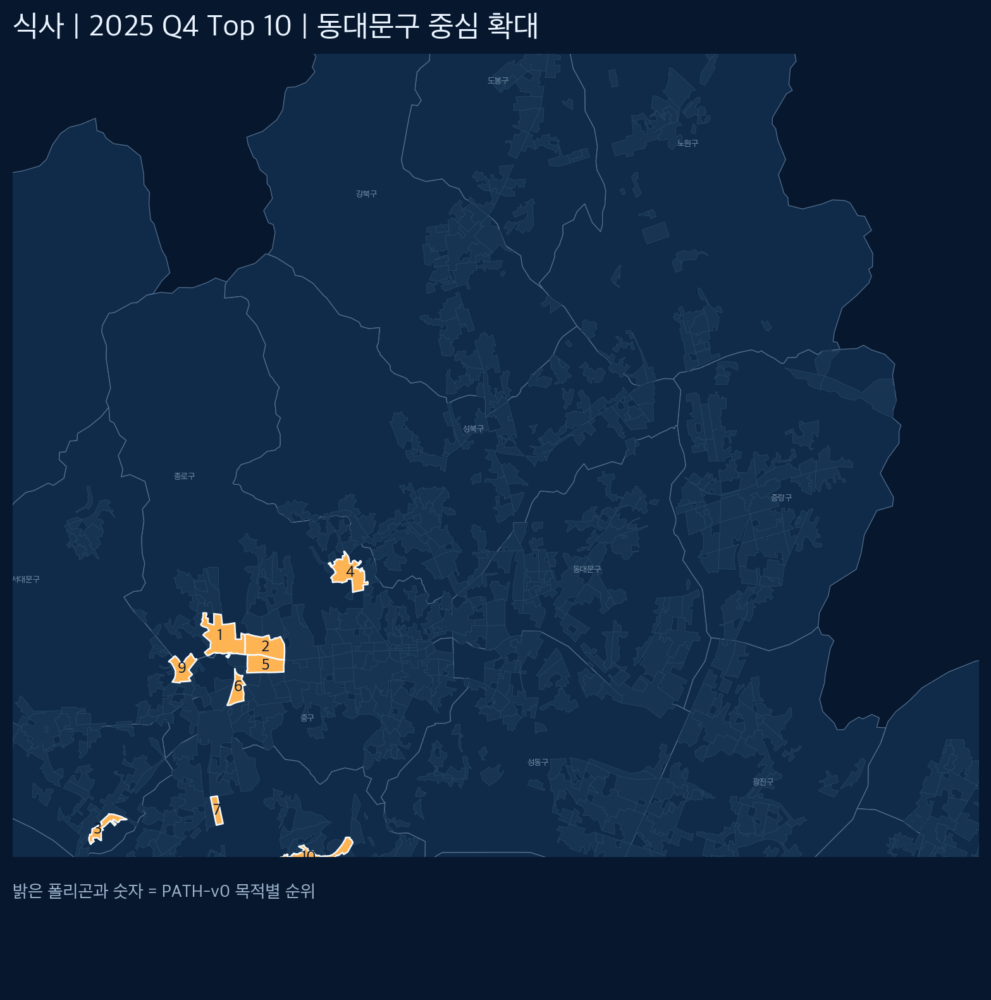 식사 | 2025 Q4 Top 10 | 동대문구 중심 확대
도봉구
노원구
강북구
성북구
종로구
중랑구
서대문구
동대문구
4
1
2
5
9
6
중구
성동구
광진구
7
3
10
밝은 폴리곤과 숫자 = PATH-v0 목적별 순위